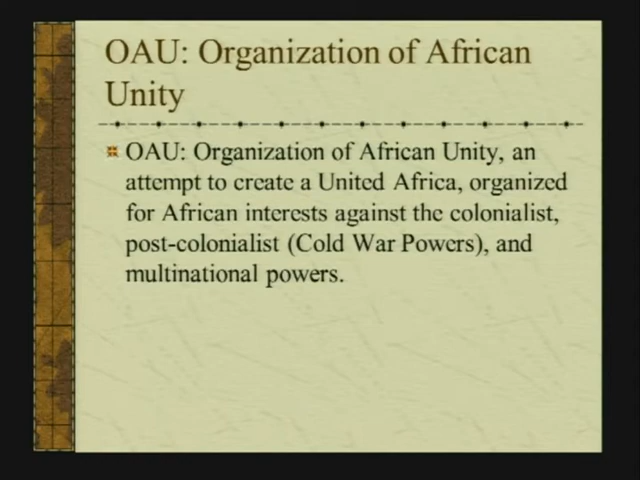 OAU: Organization of African
Unity
OAU: Organization of African Unity, an
attempt to create a United Africa, organized
for African interests against the colonialist,
post-colonialist (Cold War Powers), and
multinational powers.